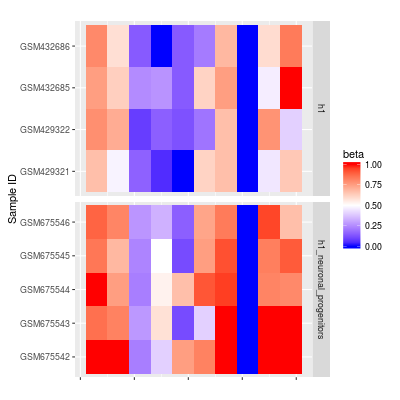 GSM432686
GSM432685
GSM429322
GSM429321
h1
GSM675546
GSM675545
GSM675544
GSM675543
GSM675542
h1_neuronal_progenitors
Sample ID
beta
1.00
0.75
0.50
0.25
0.00